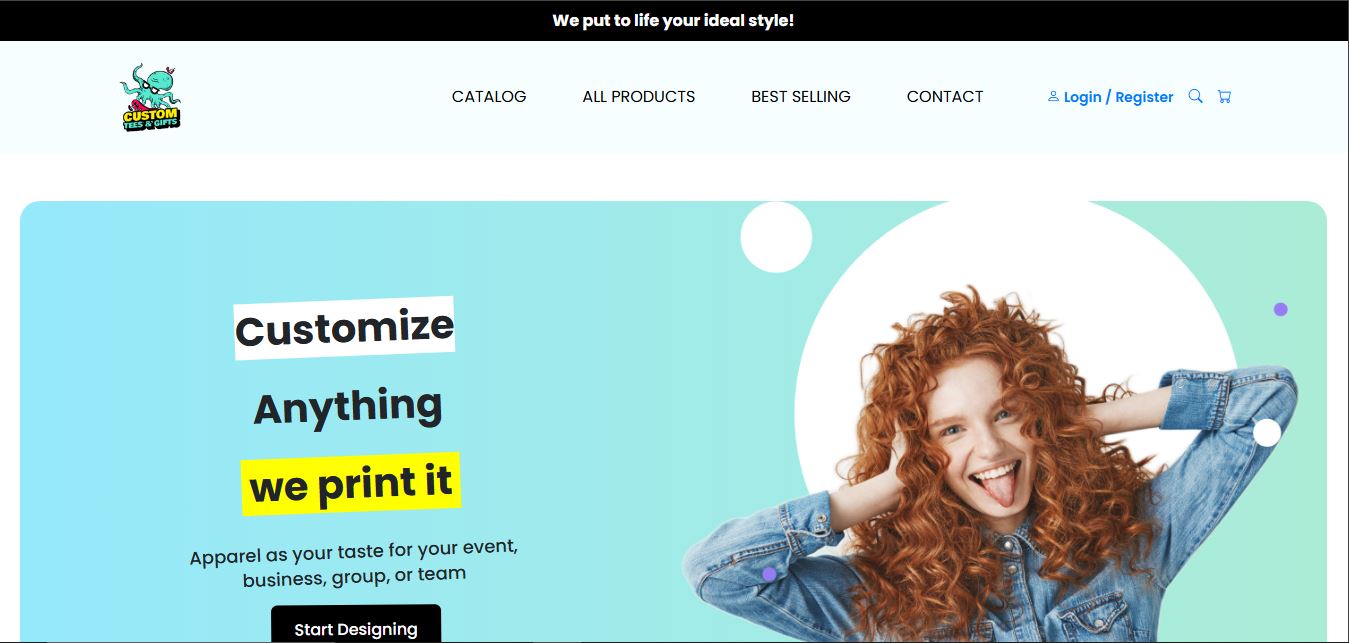 We put to life your ideal style!
CUSTOM
TEES & GIFTS
CATALOG
ALL PRODUCTS
BEST SELLING
CONTACT
Login / Register
Customize
Anything
we print it
Apparel as your taste for your event,
business, group, or team
Start Designing